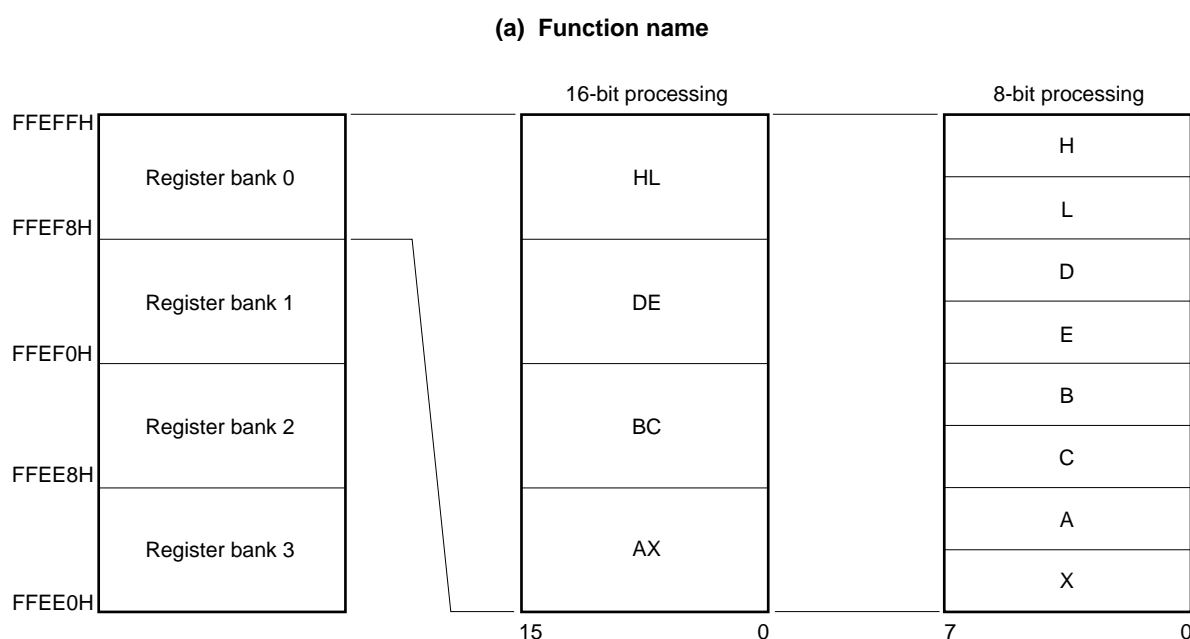 (a) Function name
16-bit processing
8-bit processing
FFEFFH
Register bank 0
HL
H
L
FFEF8H
Register bank 1
DE
D
E
FFEF0H
Register bank 2
BC
B
C
FFEE8H
Register bank 3
AX
A
X
FFEE0H
15 0 7 0